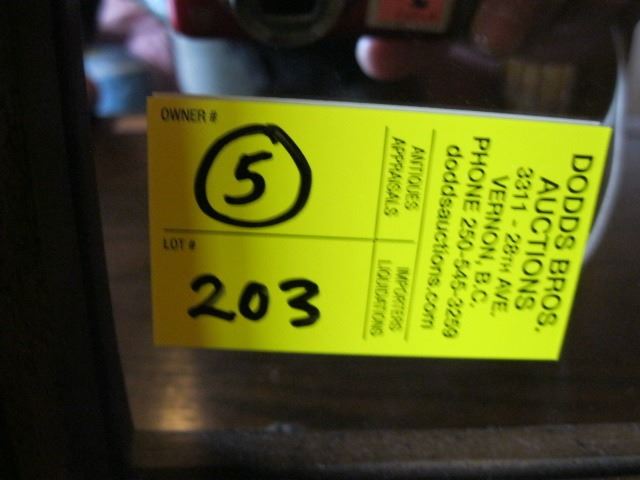 DODDS BROS.
AUCTIONS
3311 - 28TH AVE.
VERNON, B.C.
PHONE 250-545-3259
doddsauctions.com
ANTIQUES
APPRAISALS
IMPORTERS
LIQUIDATIONS
OWNER #
5
LOT #
203